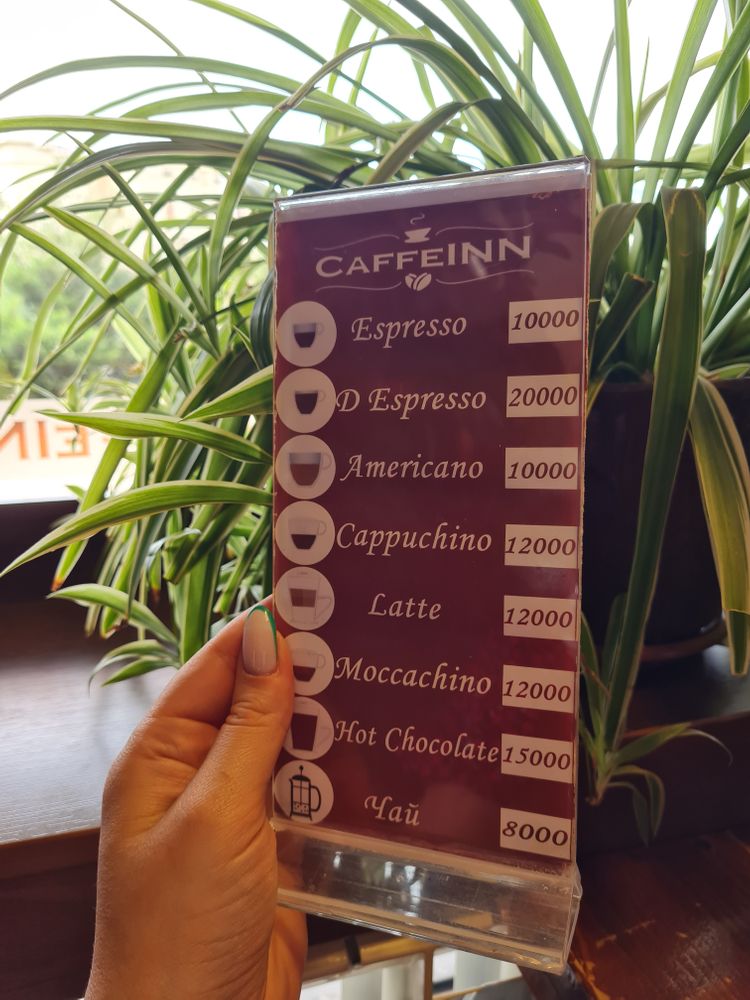 CAFFEINN
Espresso 10000
D Espresso 20000
Americano 10000
Cappuchino 12000
Latte 12000
Moccachino 12000
Hot Chocolate 15000
Чай 8000